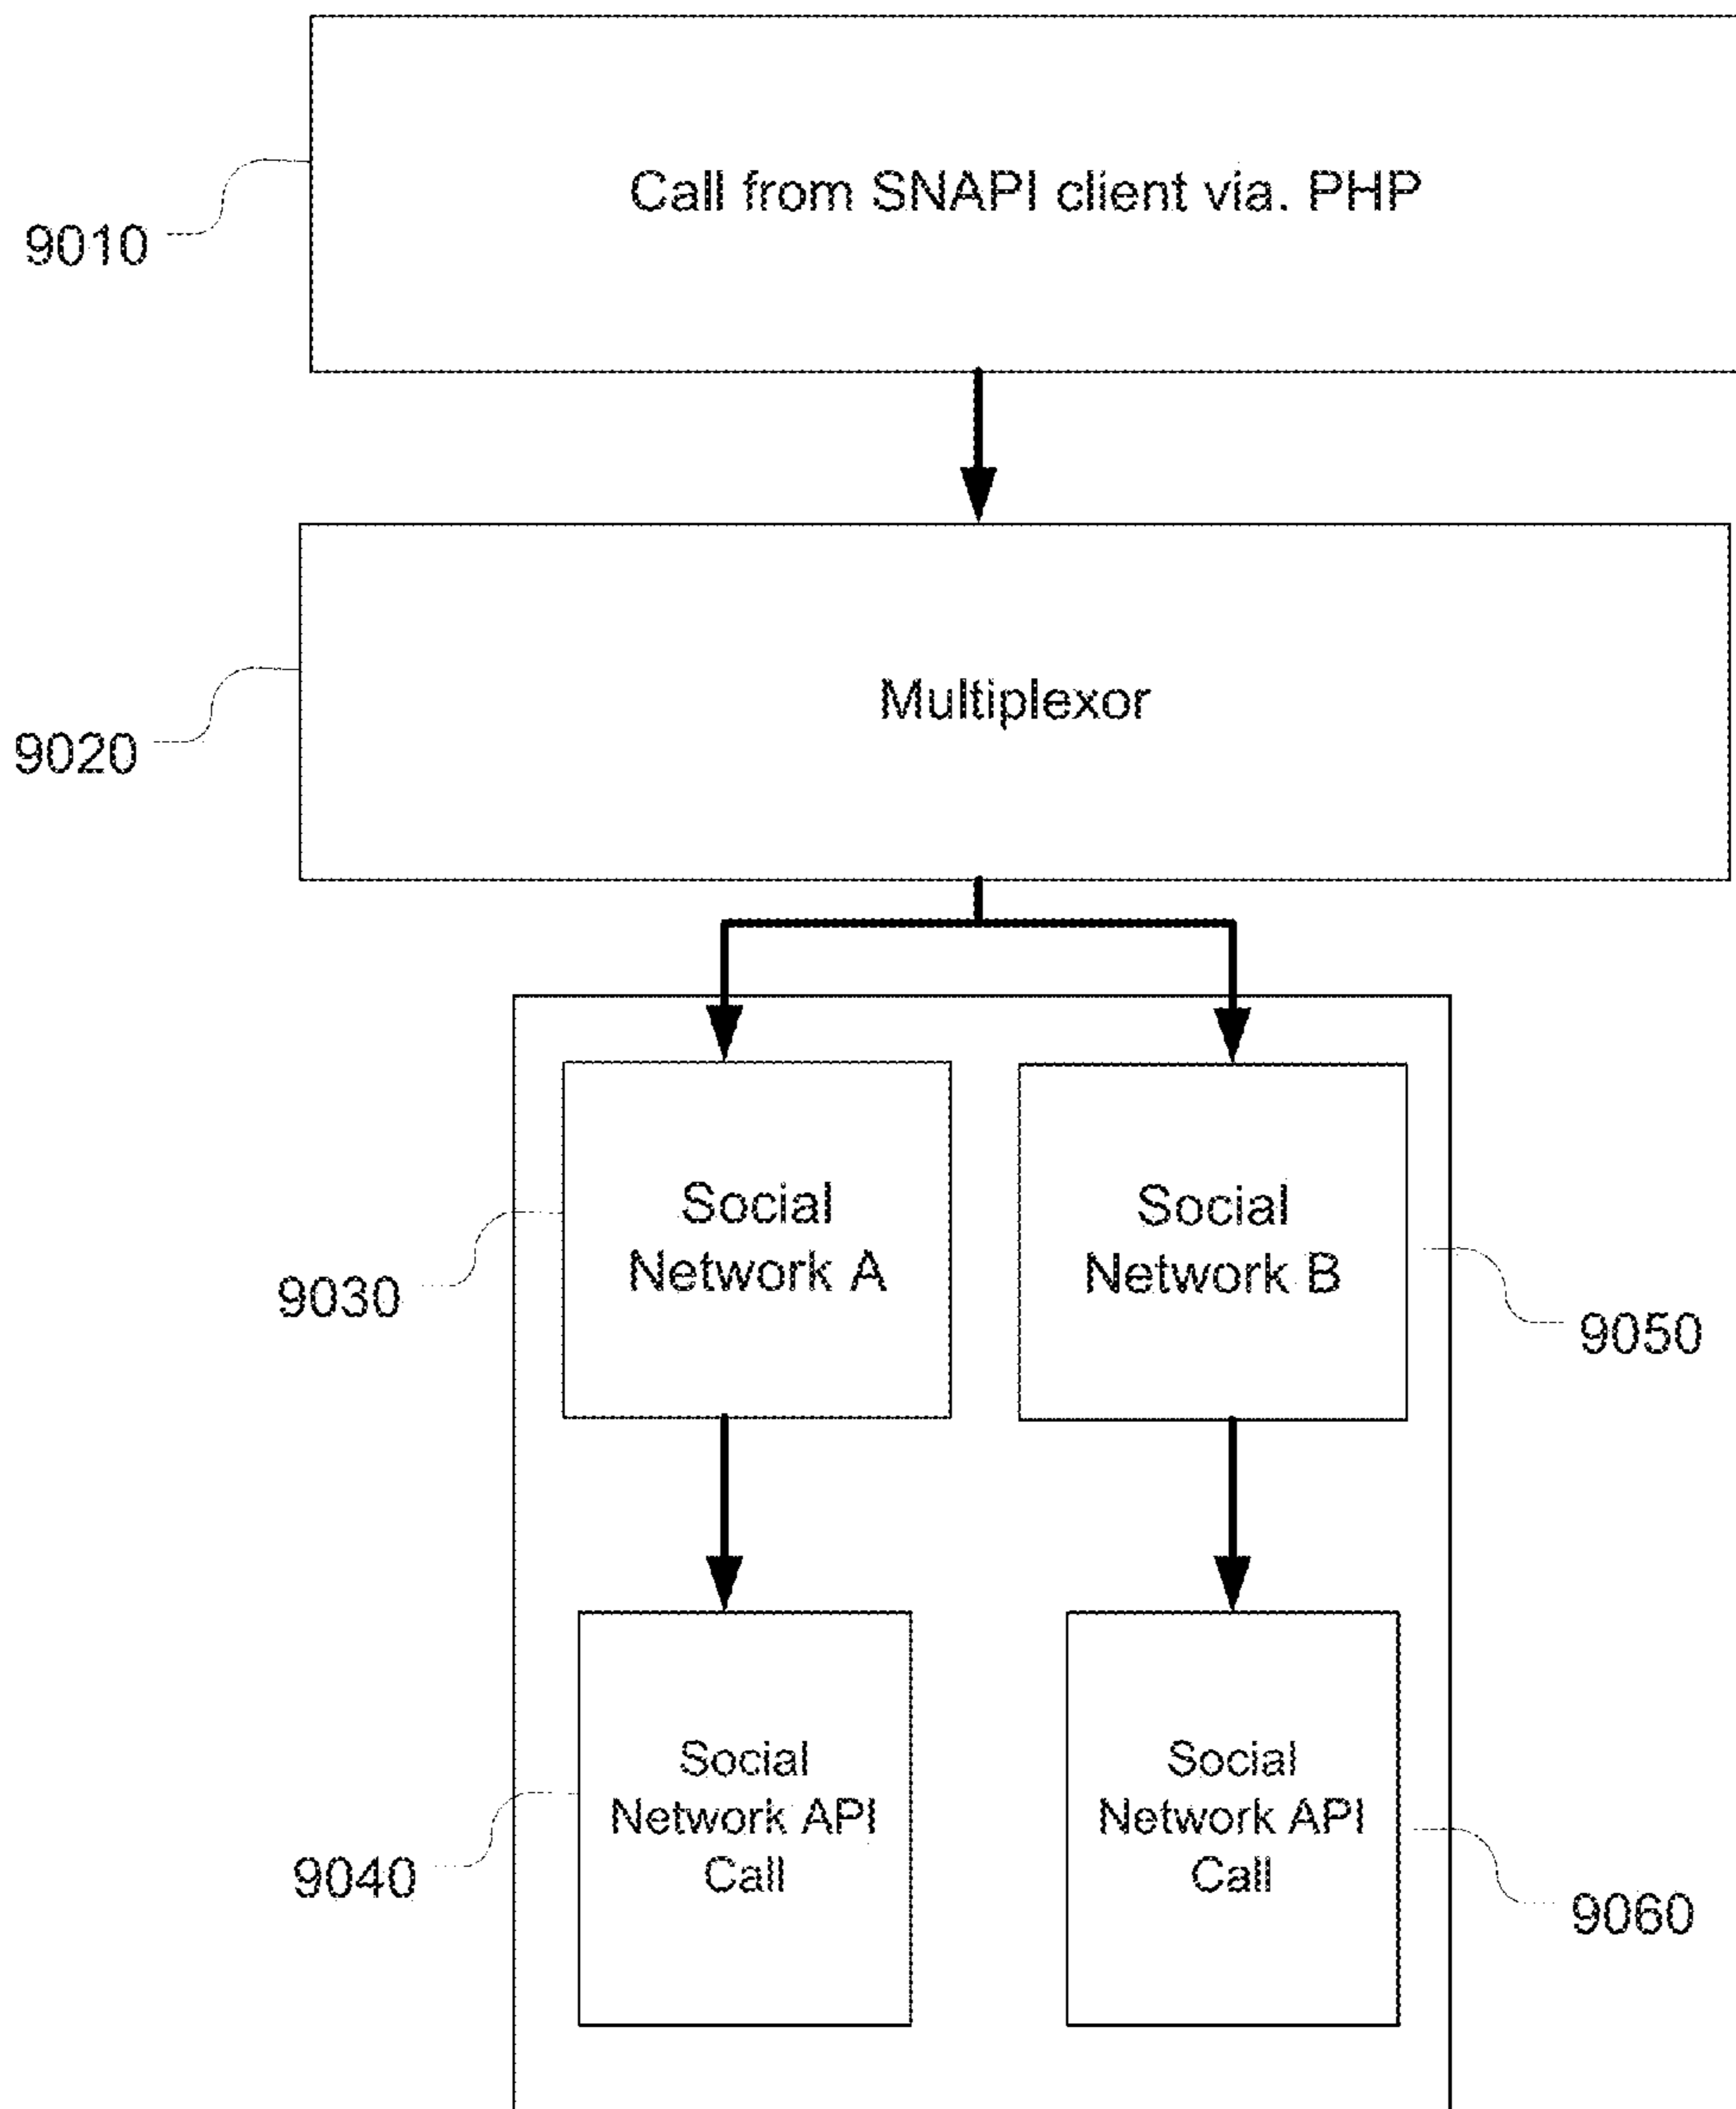 Call from SNAPI client via. PHP
9010
Multiplexor
9020
Social
Network A
9030
Social
Network B
9050
Social
Network API
Call
9040
Social
Network API
Call
9060